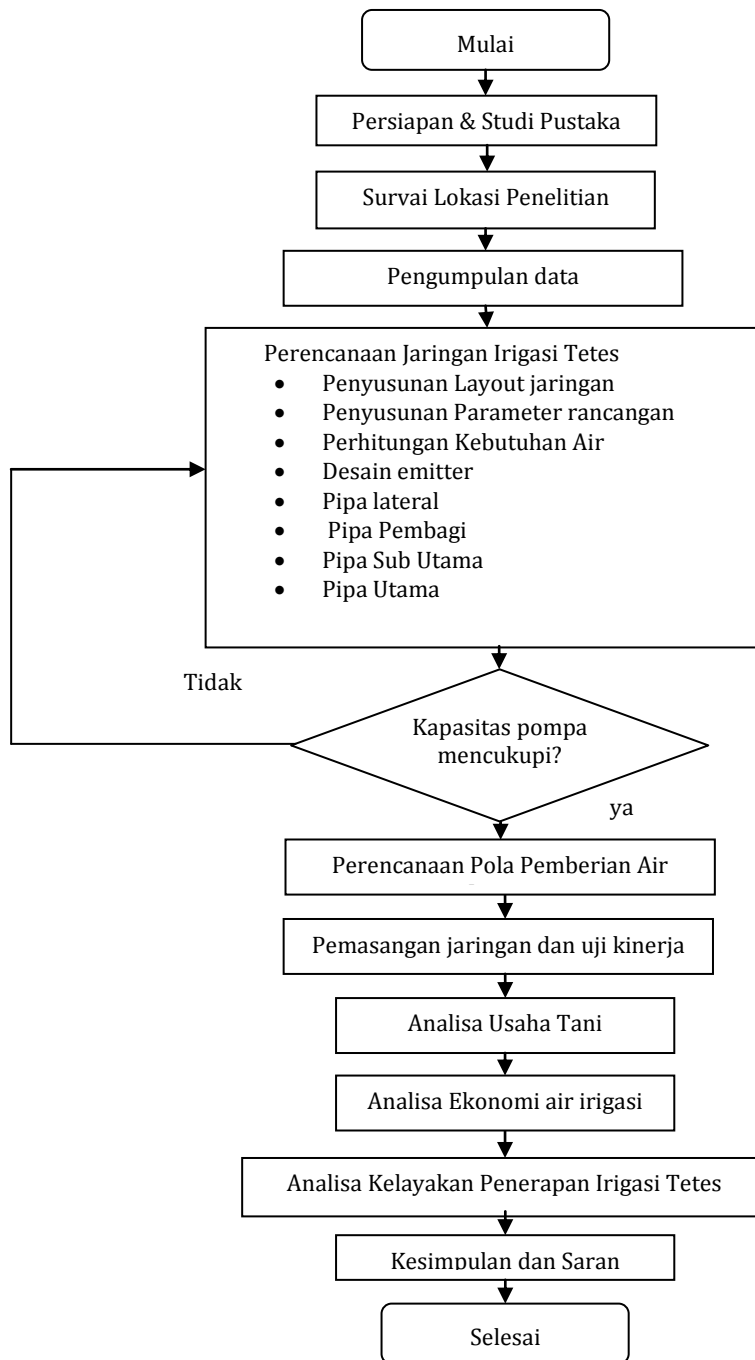 Mulai
Persiapan & Studi Pustaka
Survai Lokasi Penelitian
Pengumpulan data
Perencanaan Jaringan Irigasi Tetes
• Penyusunan Layout jaringan
• Penyusunan Parameter rancangan
• Perhitungan Kebutuhan Air
• Desain emitter
• Pipa lateral
• Pipa Pembagi
• Pipa Sub Utama
• Pipa Utama
Tidak
Kapasitas pompa
mencukupi?
ya
Perencanaan Pola Pemberian Air
Pemasangan jaringan dan uji kinerja
Analisa Usaha Tani
Analisa Ekonomi air irigasi
Analisa Kelayakan Penerapan Irigasi Tetes
Kesimpulan dan Saran
Selesai